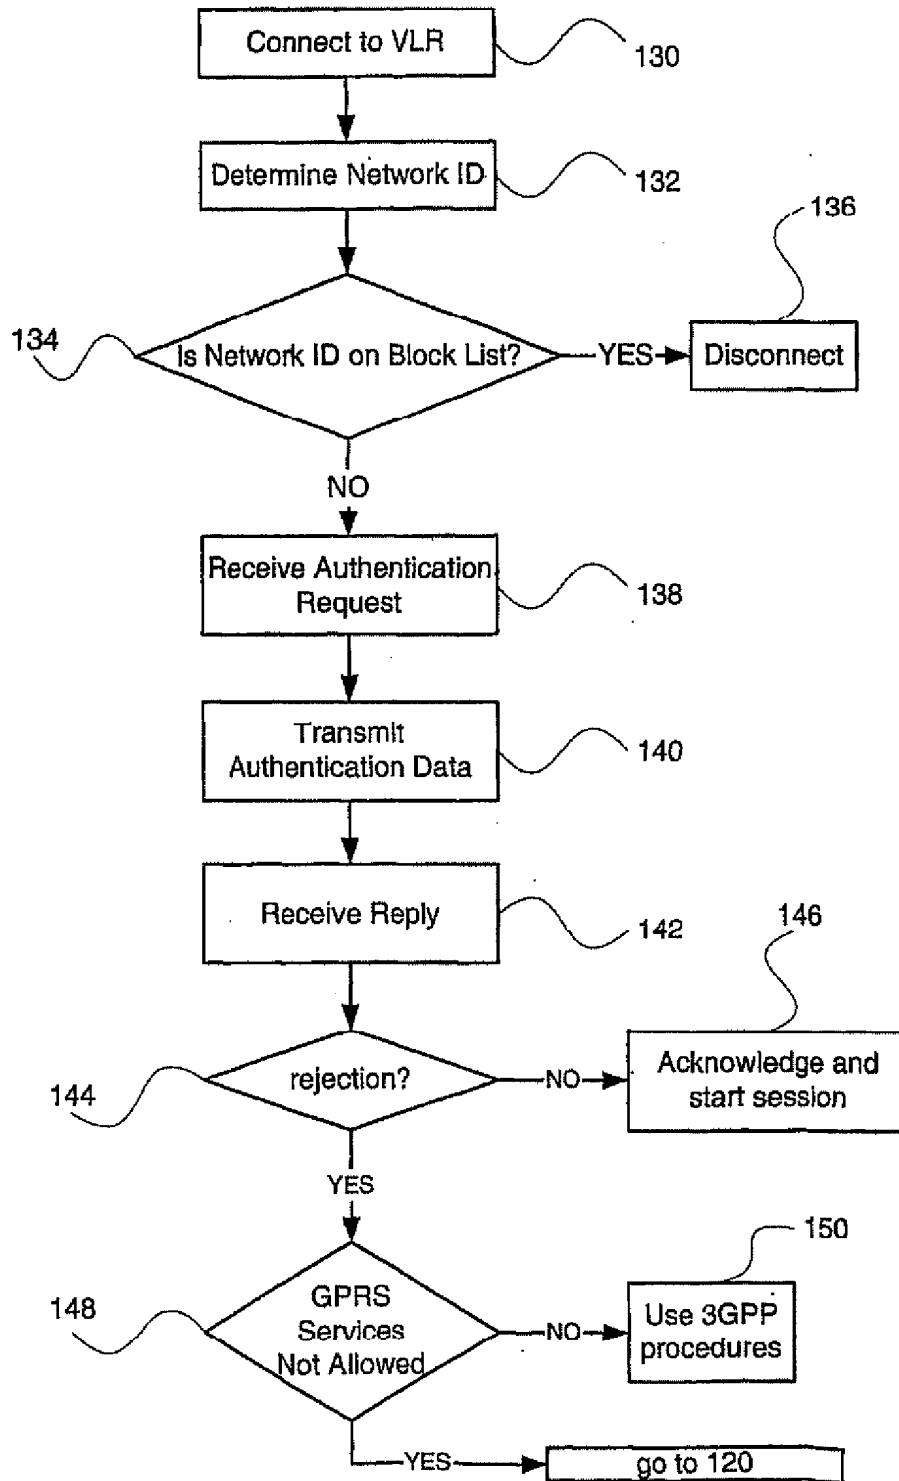 Connect to VLR
130
Determine Network ID
132
136
134
Is Network ID on Block List?
YES
Disconnect
NO
Receive Authentication
Request
138
Transmit
Authentication Data
140
Receive Reply
142
146
144
rejection?
NO
Acknowledge and
start session
YES
150
148
GPRS
Services
Not Allowed
NO
Use 3GPP
procedures
YES
go to 120